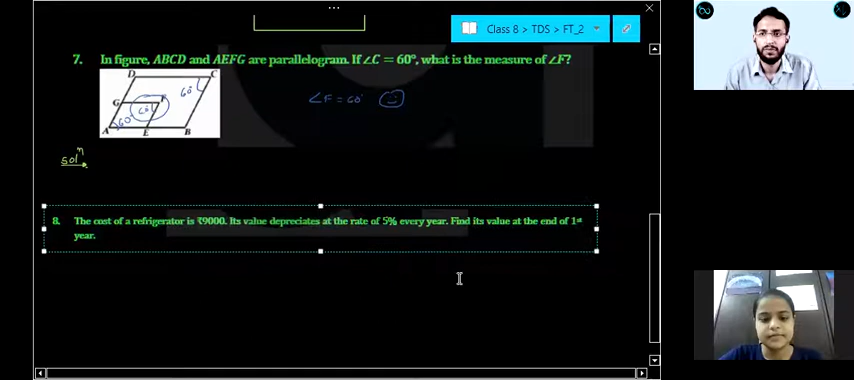 Class 8 > TDS > FT_2
7. In figure, ABCD and AEFG are parallelogram. If ∠C = 60°, what is the measure of ∠F?
D C
60°
G F
60°
60°
A E B
∠F = 60°
solⁿ
8. The cost of a refrigerator is ₹9000. Its value depreciates at the rate of 5% every year. Find its value at the end of 1st
year.